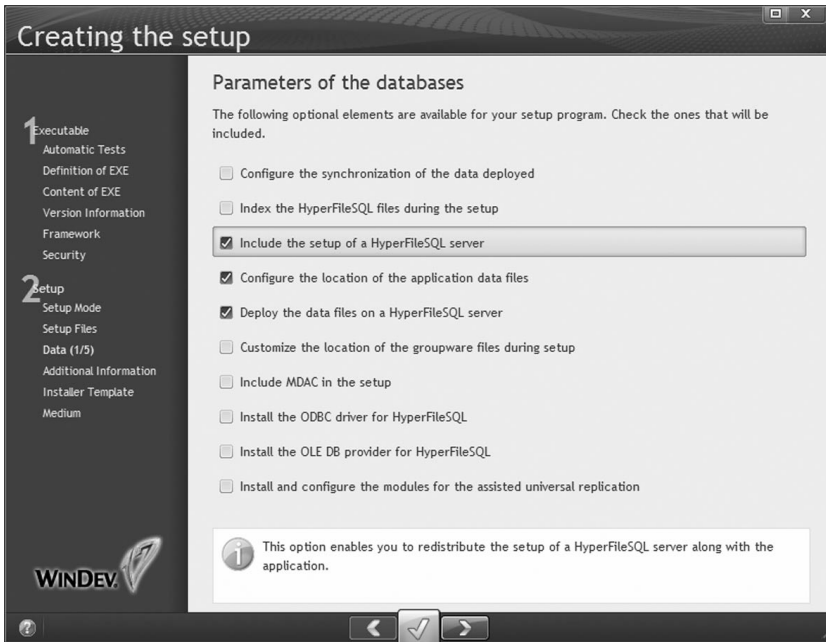 Creating the setup
1
Executable
Automatic Tests
Definition of EXE
Content of EXE
Version Information
Framework
Security
2
Setup
Setup Mode
Setup Files
Data (1/5)
Additional Information
Installer Template
Medium
WINDEV.
Parameters of the databases
The following optional elements are available for your setup program. Check the ones that will be
included.
Configure the synchronization of the data deployed
Index the HyperFileSQL files during the setup
Include the setup of a HyperFileSQL server
Configure the location of the application data files
Deploy the data files on a HyperFileSQL server
Customize the location of the groupware files during setup
Include MDAC in the setup
Install the ODBC driver for HyperFileSQL
Install the OLE DB provider for HyperFileSQL
Install and configure the modules for the assisted universal replication
This option enables you to redistribute the setup of a HyperFileSQL server along with the
application.